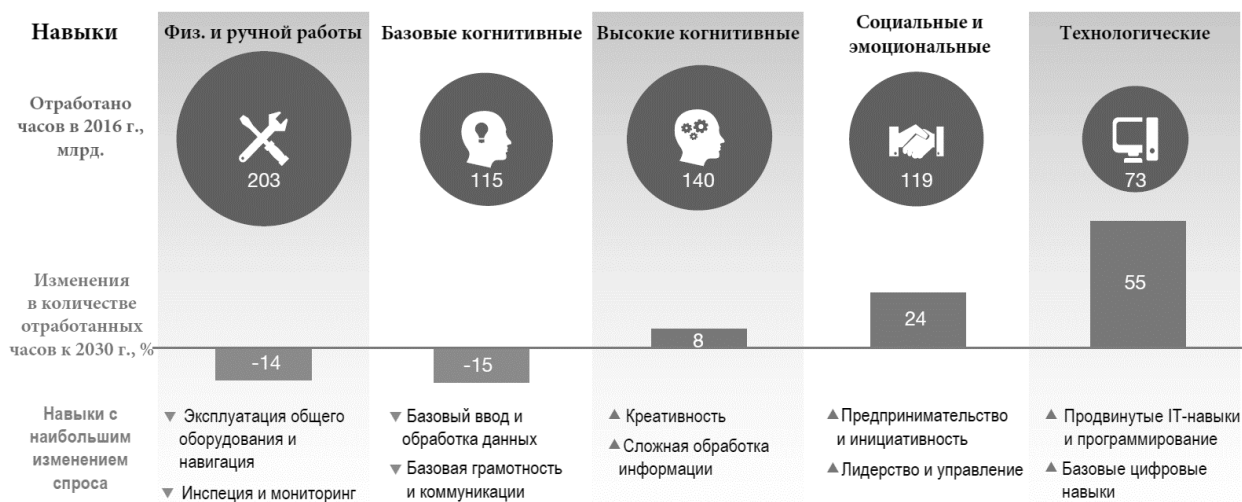 Навыки
Физ. и ручной работы
Базовые когнитивные
Высокие когнитивные
Социальные и
эмоциональные
Технологические
Отработано
часов в 2016 г.,
млрд.
203
115
140
119
73
Изменения
в количестве
отработанных
часов к 2030 г., %
-14
-15
8
24
55
Навыки с
наибольшим
изменением
спроса
▼ Эксплуатация общего
оборудования и
навигация
▼ Инспеция и мониторинг
▼ Базовый ввод и
обработка данных
▼ Базовая грамотность
и коммуникации
▲ Креативность
▲ Сложная обработка
информации
▲ Предпринимательство
и инициативность
▲ Лидерство и управление
▲ Продвинутые IT-навыки
и программирование
▲ Базовые цифровые
навыки